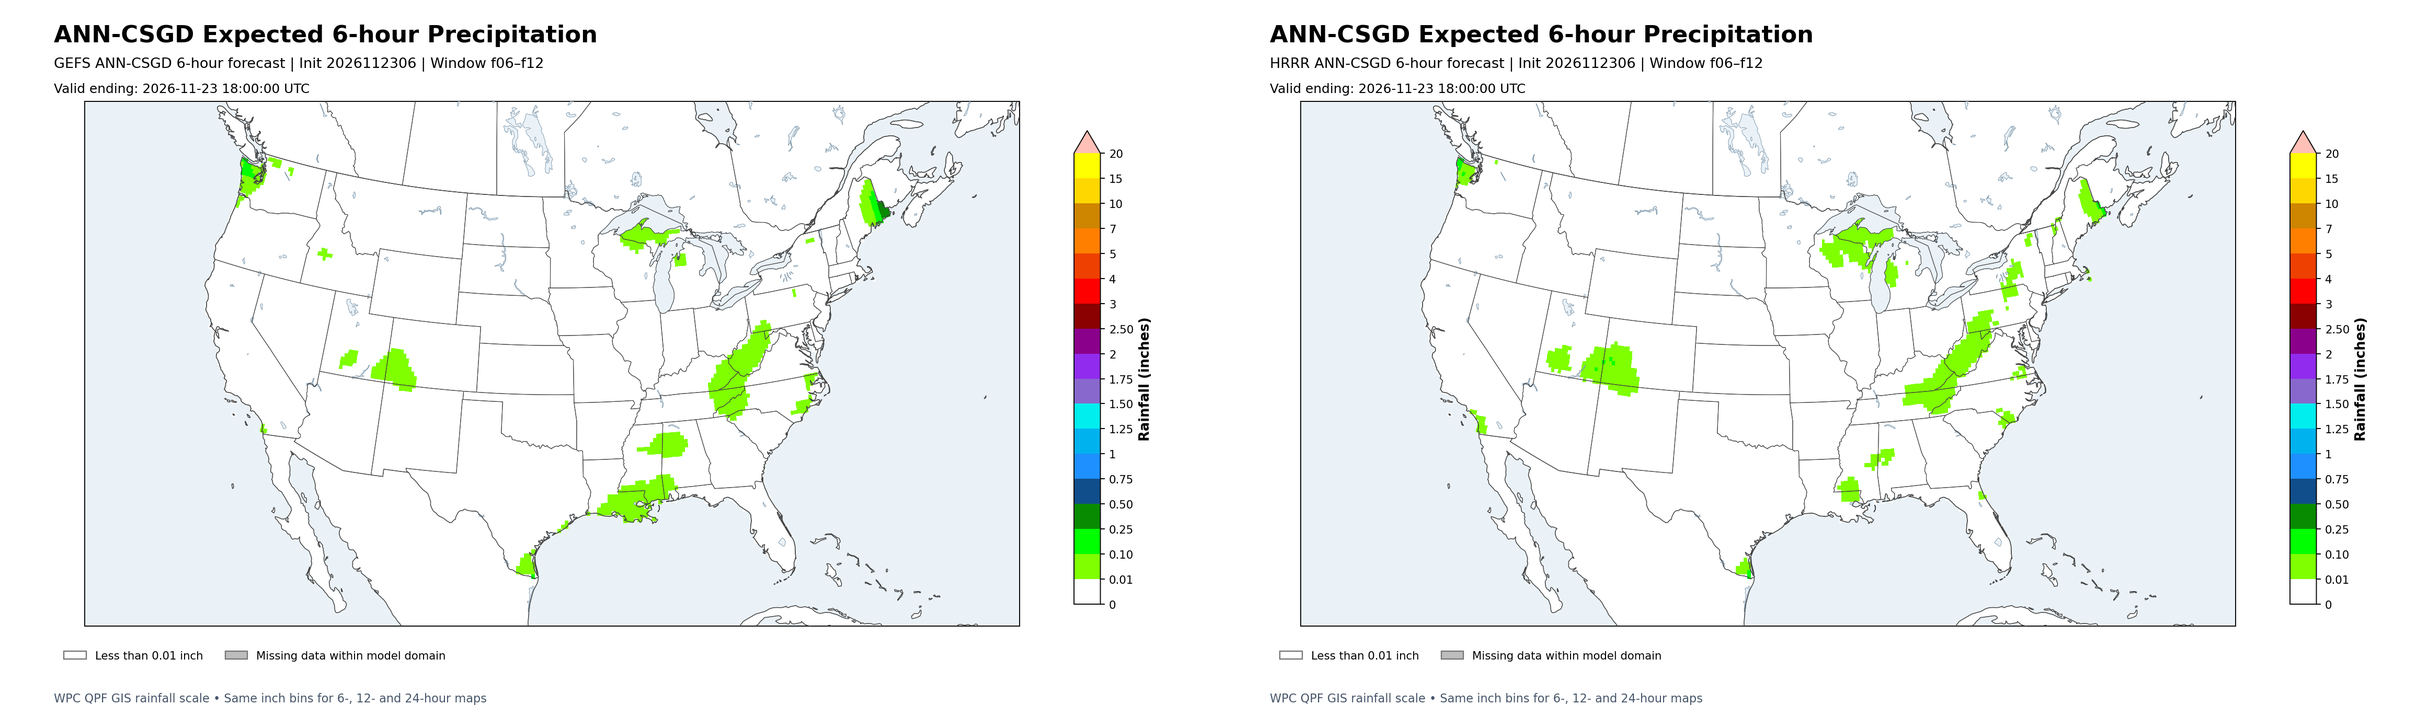 ANN-CSGD Expected 6-hour Precipitation
GEFS ANN-CSGD 6-hour forecast | Init 2026112306 | Window f06–f12
Valid ending: 2026-11-23 18:00:00 UTC
20
15
10
7
5
4
3
2.50
2
1.75
1.50
1.25
1
0.75
0.50
0.25
0.10
0.01
0
Rainfall (inches)
Less than 0.01 inch
Missing data within model domain
WPC QPF GIS rainfall scale • Same inch bins for 6-, 12- and 24-hour maps
ANN-CSGD Expected 6-hour Precipitation
HRRR ANN-CSGD 6-hour forecast | Init 2026112306 | Window f06–f12
Valid ending: 2026-11-23 18:00:00 UTC
20
15
10
7
5
4
3
2.50
2
1.75
1.50
1.25
1
0.75
0.50
0.25
0.10
0.01
0
Rainfall (inches)
Less than 0.01 inch
Missing data within model domain
WPC QPF GIS rainfall scale • Same inch bins for 6-, 12- and 24-hour maps